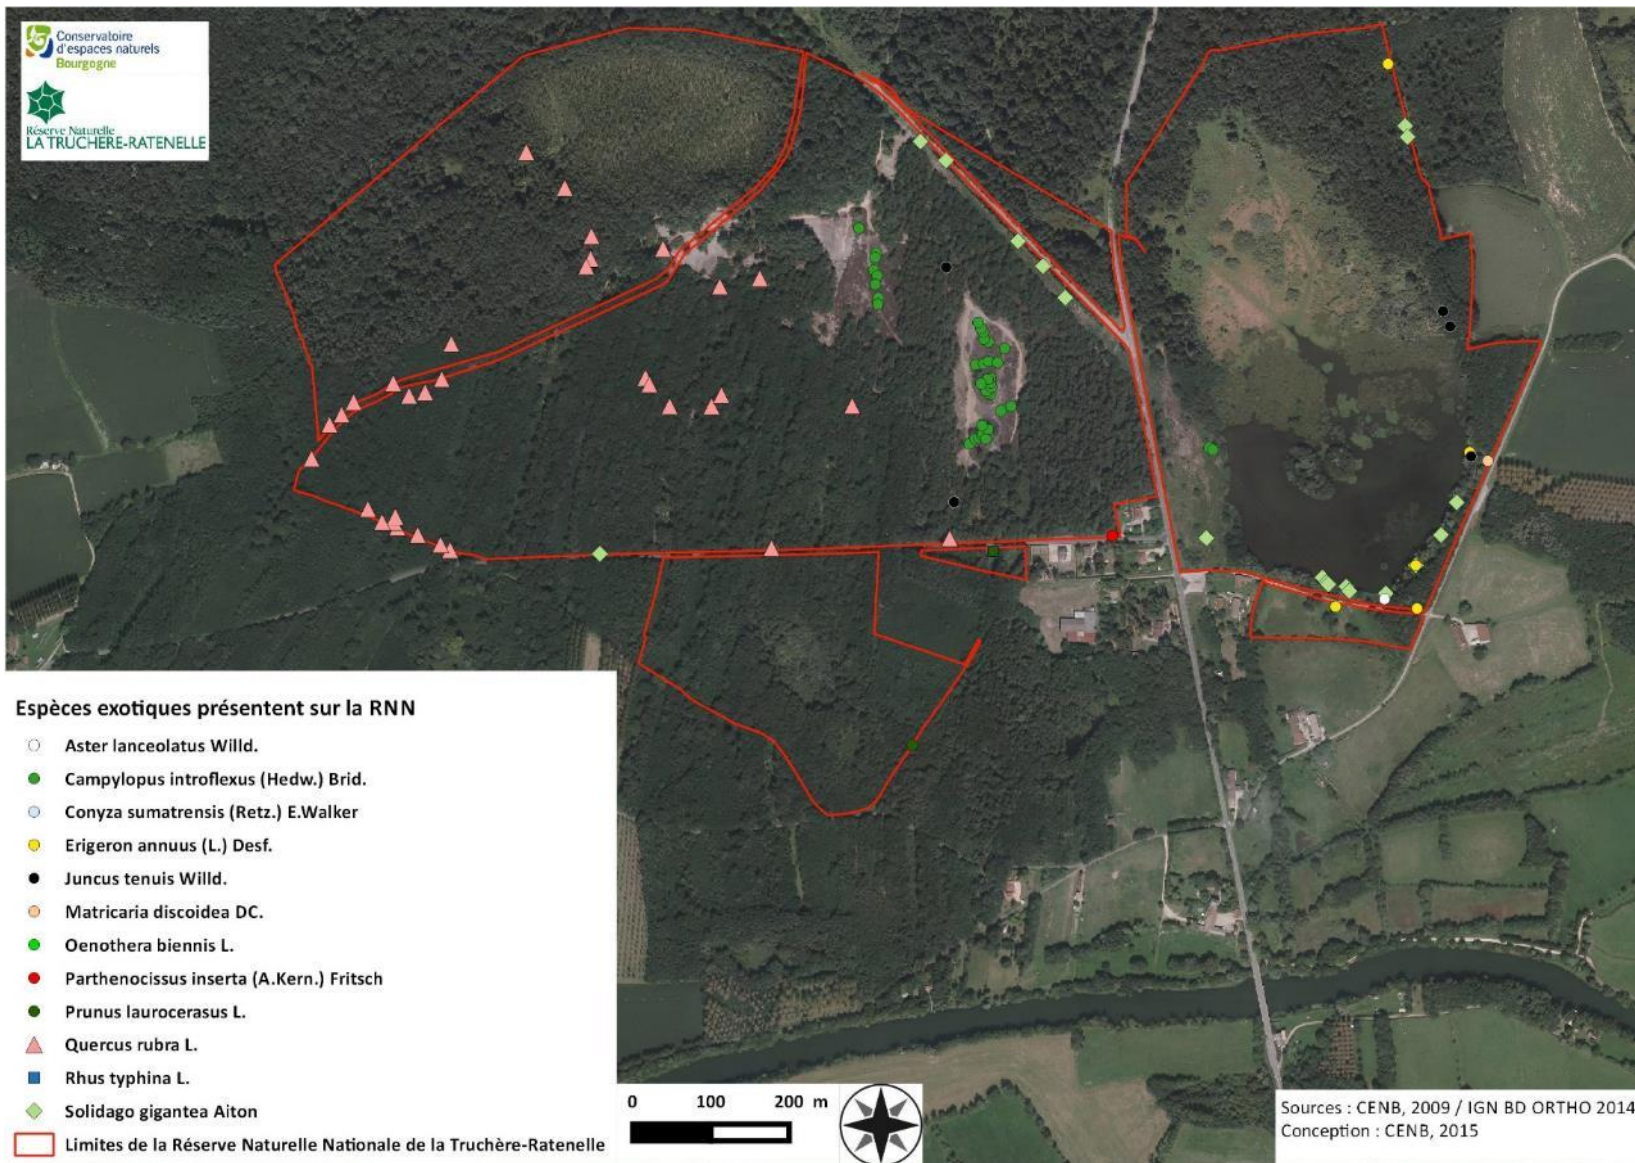 Conservatoire
d'espaces naturels
Bourgogne
Réserve Naturelle
LA TRUCHERE-RATENELLE
Espèces exotiques présentent sur la RNN
Aster lanceolatus Willd.
Campylopus introflexus (Hedw.) Brid.
Conyza sumatrensis (Retz.) E.Walker
Erigeron annuus (L.) Desf.
Juncus tenuis Willd.
Matricaria discoidea DC.
Oenothera biennis L.
Parthenocissus inserta (A.Kern.) Fritsch
Prunus laurocerasus L.
Quercus rubra L.
Rhus typhina L.
Solidago gigantea Aiton
Limites de la Réserve Naturelle Nationale de la Truchère-Ratenelle
0 100 200 m
Sources : CENB, 2009 / IGN BD ORTHO 2014
Conception : CENB, 2015